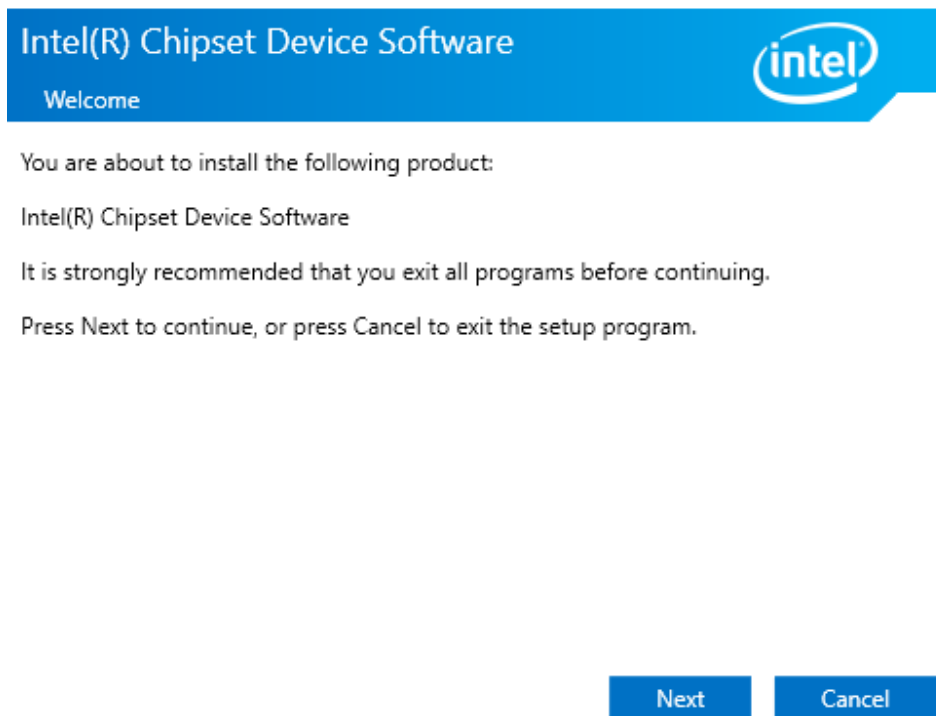 Intel(R) Chipset Device Software
intel
Welcome
You are about to install the following product:
Intel(R) Chipset Device Software
It is strongly recommended that you exit all programs before continuing.
Press Next to continue, or press Cancel to exit the setup program.
Next
Cancel